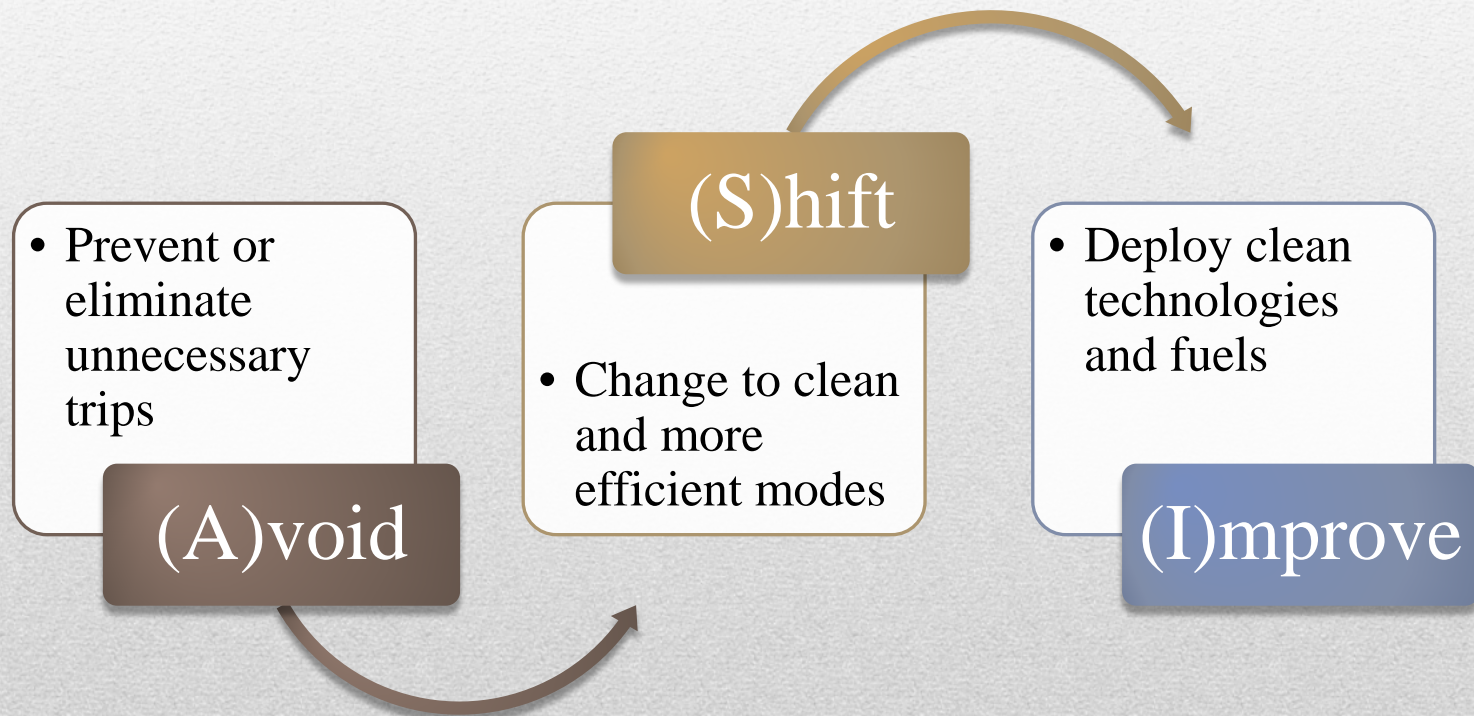 • Prevent or
eliminate
unnecessary
trips
(A)void
(S)hift
• Change to clean
and more
efficient modes
• Deploy clean
technologies
and fuels
(I)mprove